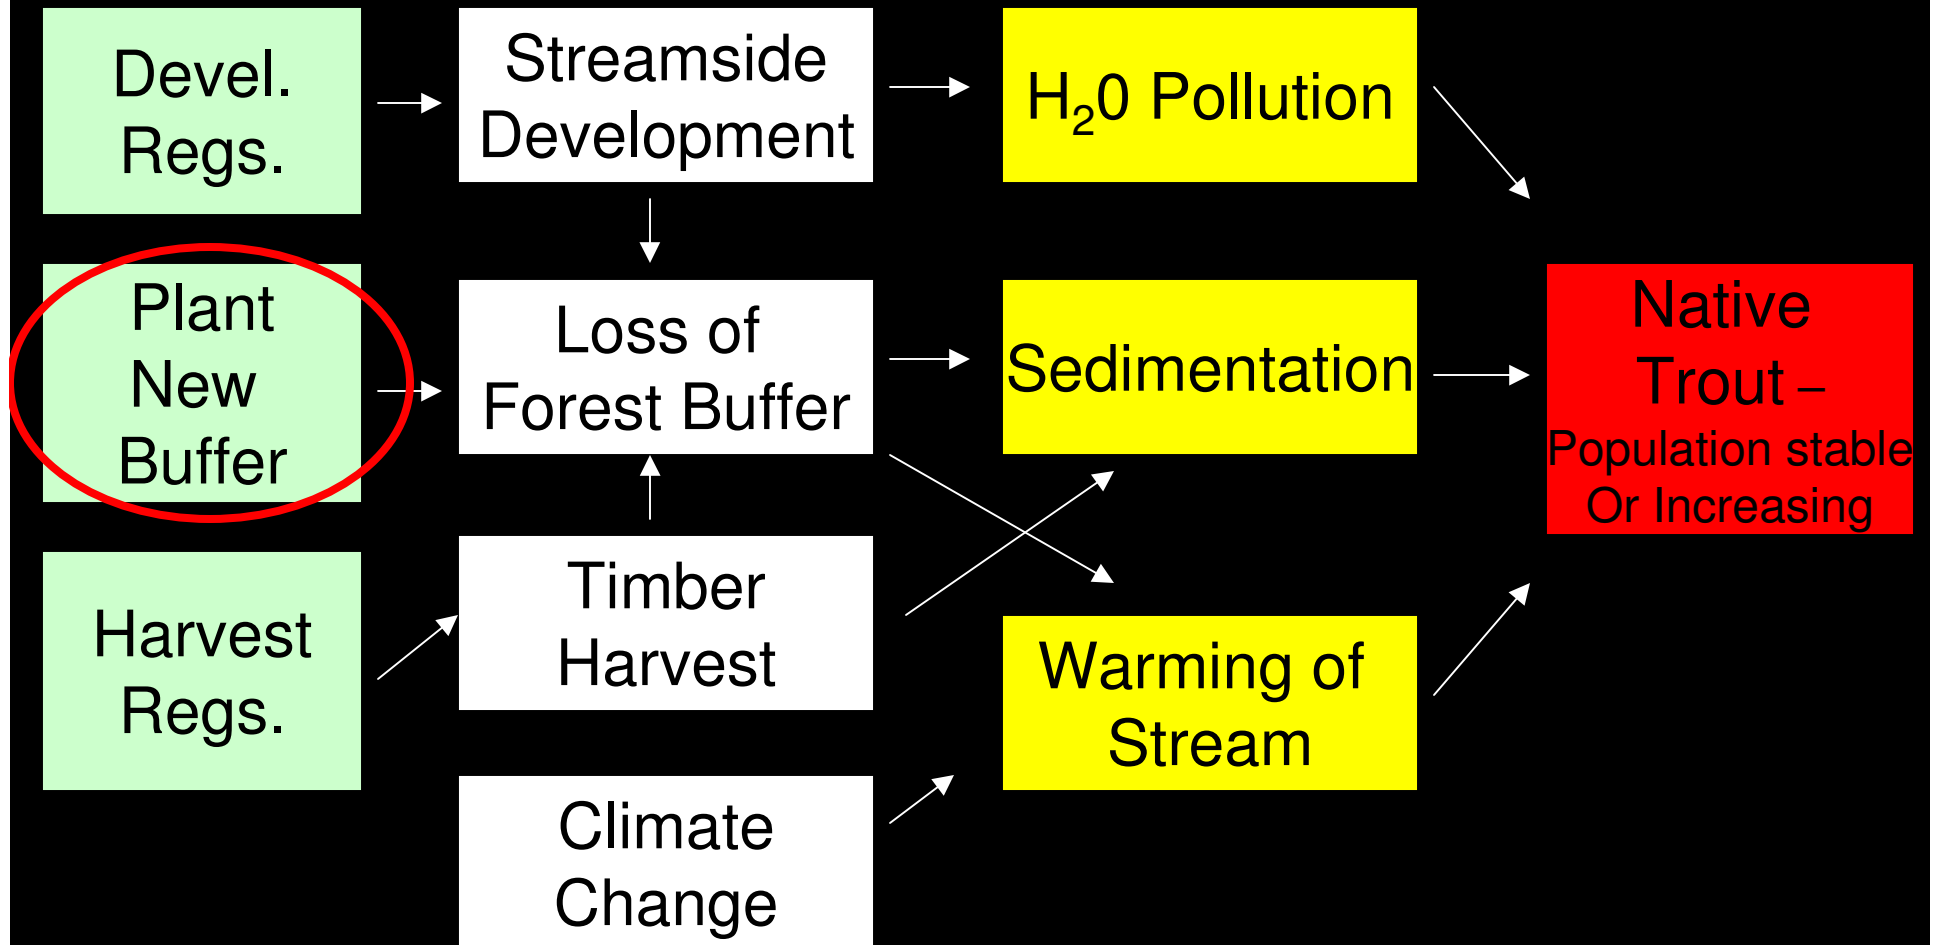 Devel.
Regs.
Streamside
Development
H₂0 Pollution
Plant
New
Buffer
Loss of
Forest Buffer
Sedimentation
Native
Trout –
Population stable
Or Increasing
Harvest
Regs.
Timber
Harvest
Warming of
Stream
Climate
Change